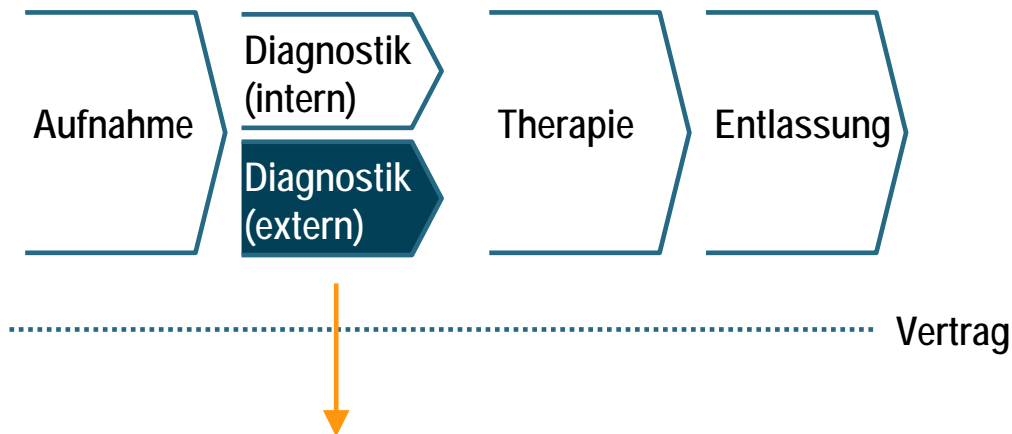 Aufnahme
Diagnostik
(intern)
Diagnostik
(extern)
Therapie
Entlassung
Vertrag